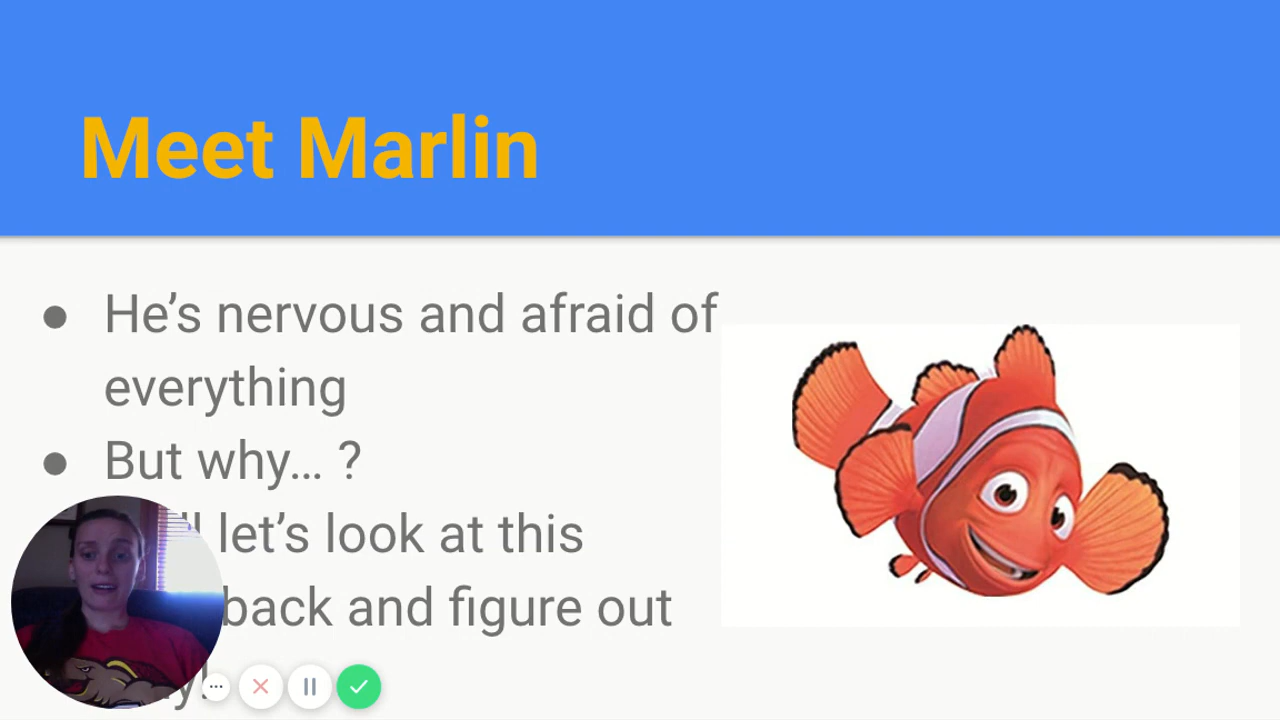 Meet Marlin
● He’s nervous and afraid of
everything
● But why… ?
let’s look at this
back and figure out